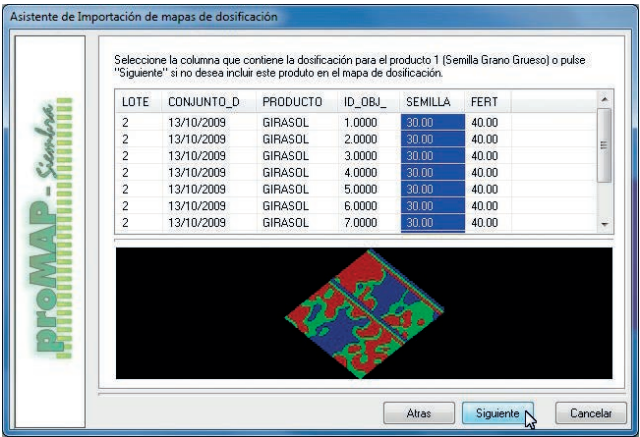 Asistente de Importación de mapas de dosificación
Seleccione la columna que contiene la dosificación para el producto 1 (Semilla Grano Grueso) o pulse
"Siguiente" si no desea incluir este produto en el mapa de dosificación.
LOTE CONJUNTO_D PRODUCTO ID_OBJ_ SEMILLA FERT
2 13/10/2009 GIRASOL 1.0000 30.00 40.00
2 13/10/2009 GIRASOL 2.0000 30.00 40.00
2 13/10/2009 GIRASOL 3.0000 30.00 40.00
2 13/10/2009 GIRASOL 4.0000 30.00 40.00
2 13/10/2009 GIRASOL 5.0000 30.00 40.00
2 13/10/2009 GIRASOL 6.0000 30.00 40.00
2 13/10/2009 GIRASOL 7.0000 30.00 40.00
proMAP - Siembra
Atras Siguiente Cancelar